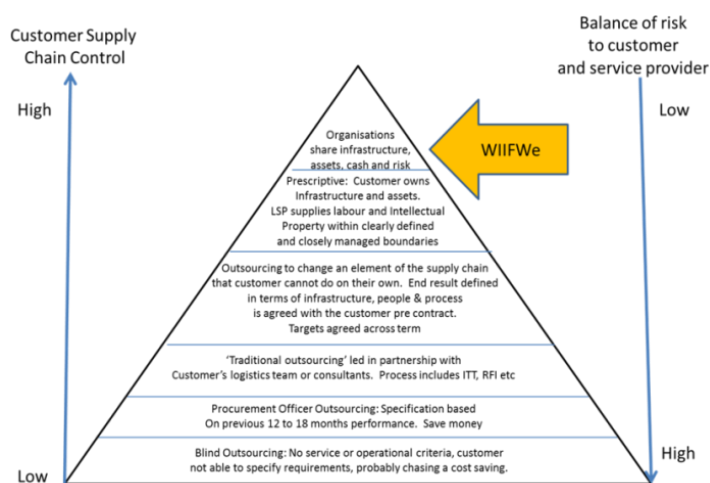 Customer Supply
Chain Control
High
Low
Balance of risk
to customer
and service provider
Low
High
WIIFWe
Organisations
share infrastructure,
assets, cash and risk
Prescriptive: Customer owns
Infrastructure and assets.
LSP supplies labour and Intellectual
Property within clearly defined
and closely managed boundaries
Outsourcing to change an element of the supply chain
that customer cannot do on their own. End result defined
in terms of infrastructure, people & process
is agreed with the customer pre contract.
Targets agreed across term
‘Traditional outsourcing’ led in partnership with
Customer’s logistics team or consultants. Process includes ITT, RFI etc
Procurement Officer Outsourcing: Specification based
On previous 12 to 18 months performance. Save money
Blind Outsourcing: No service or operational criteria, customer
not able to specify requirements, probably chasing a cost saving.